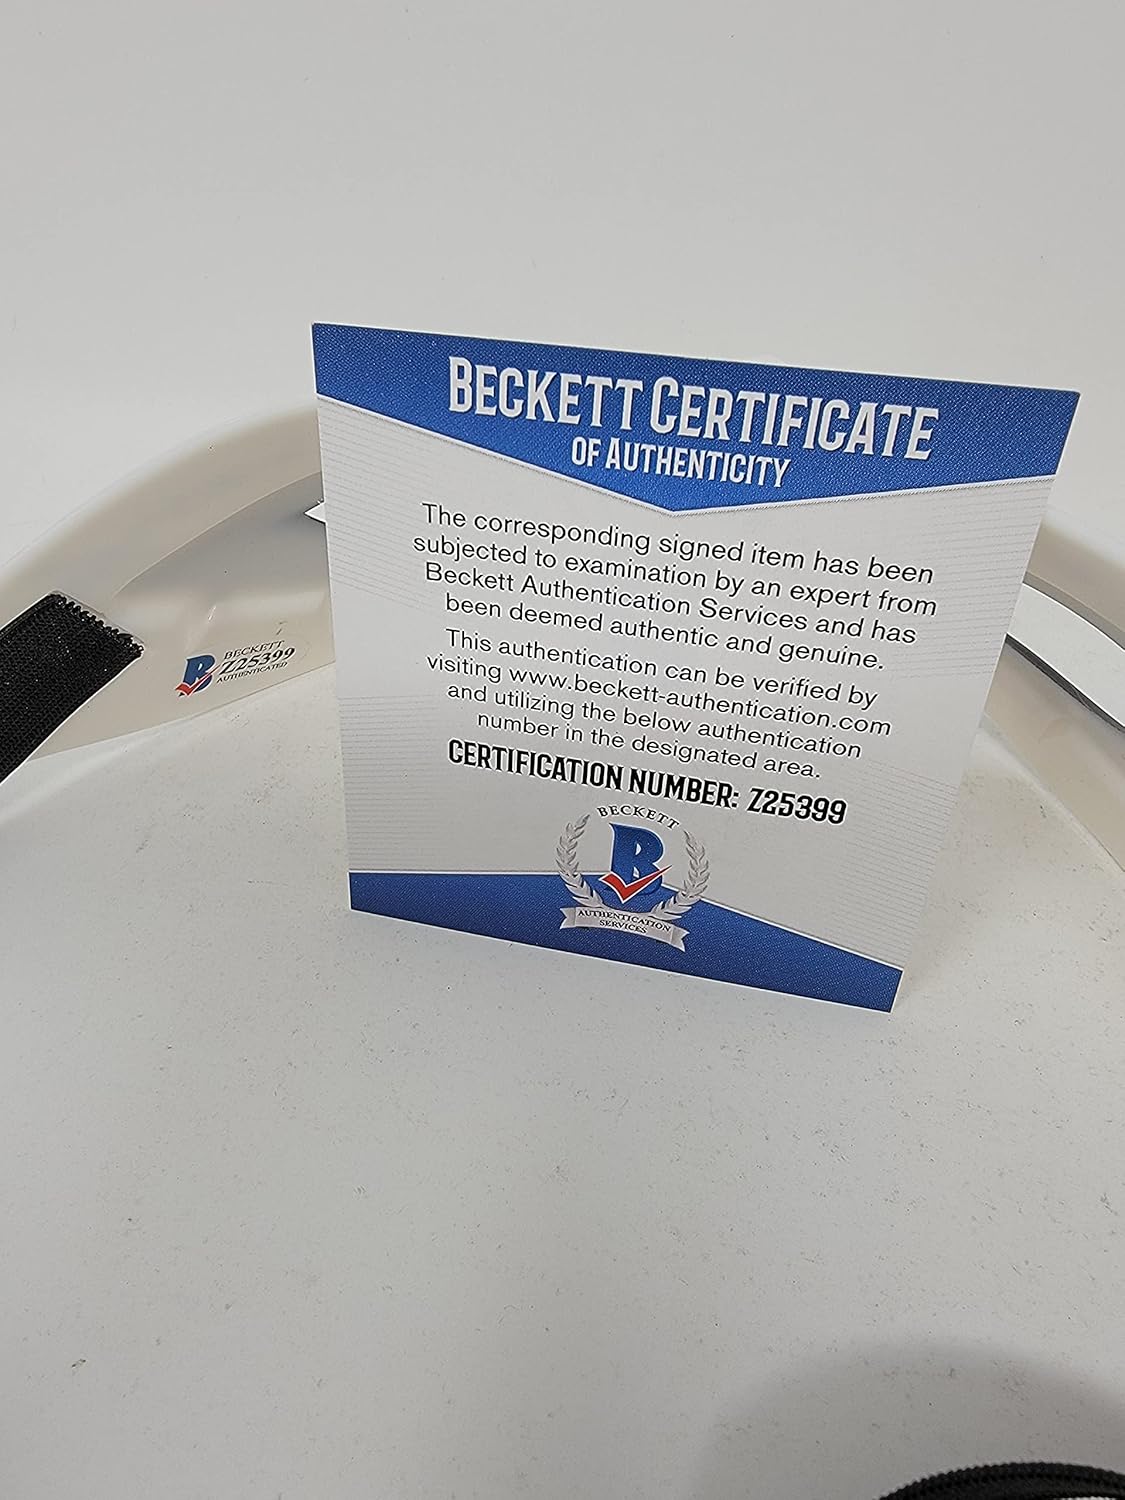 BECKETT CERTIFICATE
OF AUTHENTICITY
The corresponding signed item has been
subjected to examination by an expert from
Beckett Authentication Services and has
been deemed authentic and genuine.
This authentication can be verified by
visiting www.beckett-authentication.com
and utilizing the below authentication
number in the designated area.
CERTIFICATION NUMBER: Z25399
BECKETT
B
AUTHENTICATION
SERVICES
B
BECKETT
Z25399
AUTHENTICATED